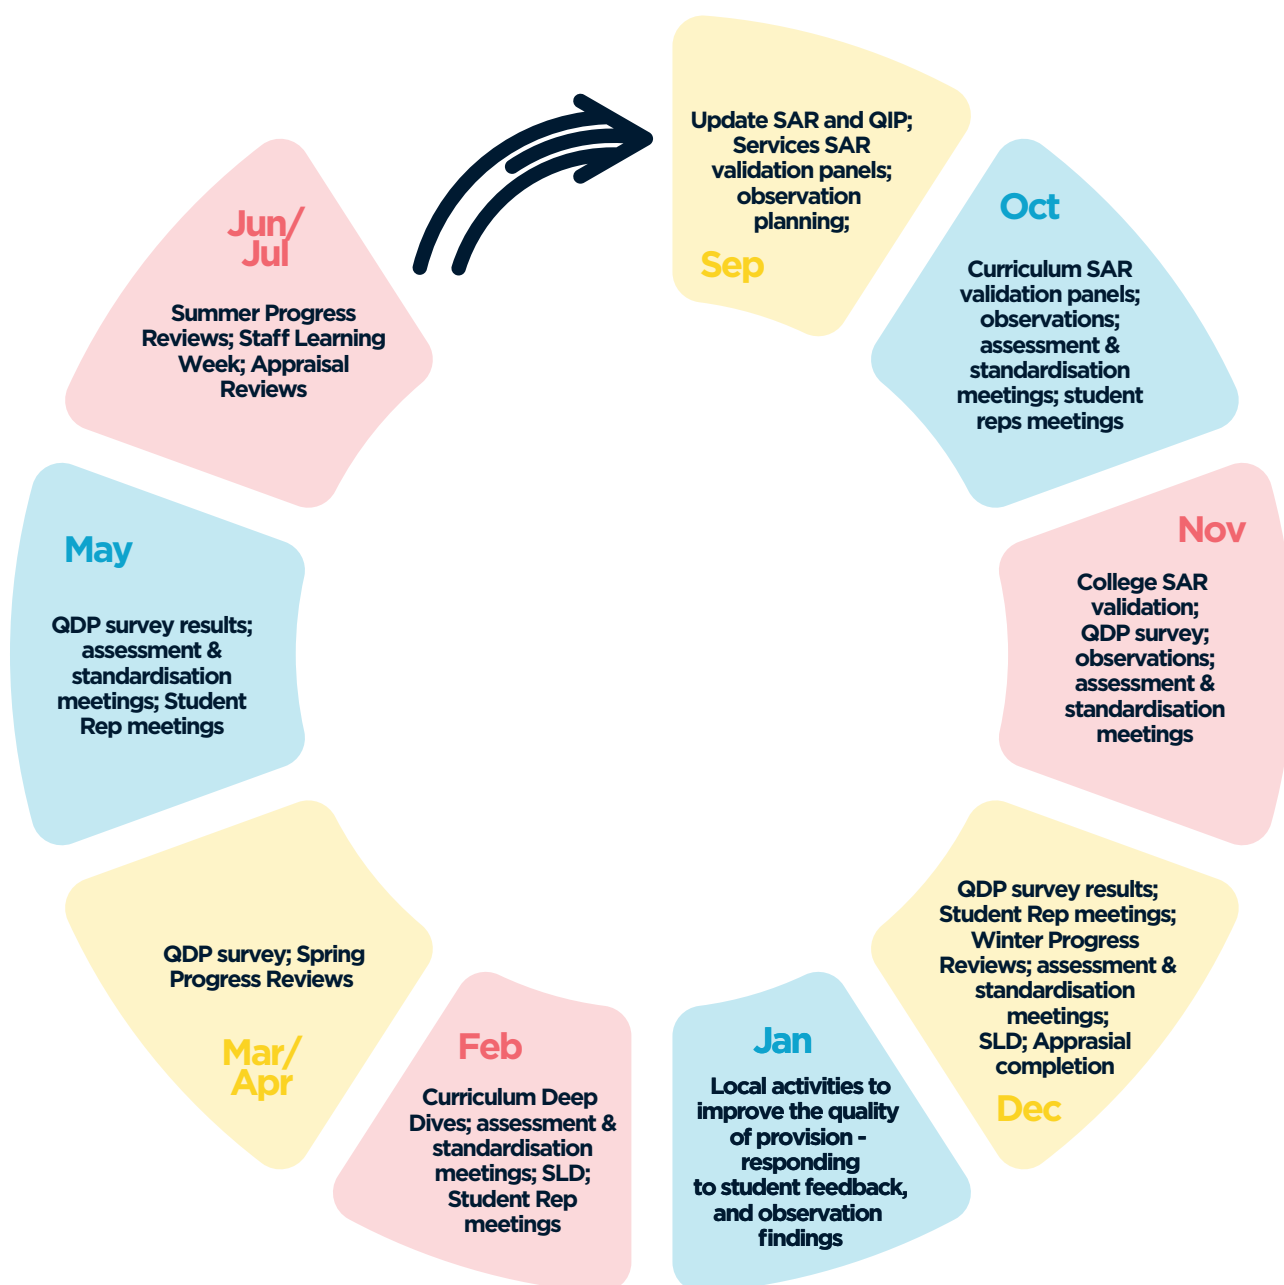 Update SAR and QIP;
Services SAR
validation panels;
observation
planning;
Sep
Oct
Curriculum SAR
validation panels;
observations;
assessment &
standardisation
meetings; student
reps meetings
Nov
College SAR
validation;
QDP survey;
observations;
assessment &
standardisation
meetings
QDP survey results;
Student Rep meetings;
Winter Progress
Reviews; assessment &
standardisation
meetings;
SLD; Apprasial
completion
Dec
Jan
Local activities to
improve the quality
of provision -
responding
to student feedback,
and observation
findings
Feb
Curriculum Deep
Dives; assessment &
standardisation
meetings; SLD;
Student Rep
meetings
QDP survey; Spring
Progress Reviews
Mar/
Apr
May
QDP survey results;
assessment &
standardisation
meetings; Student
Rep meetings
Jun/
Jul
Summer Progress
Reviews; Staff Learning
Week; Appraisal
Reviews